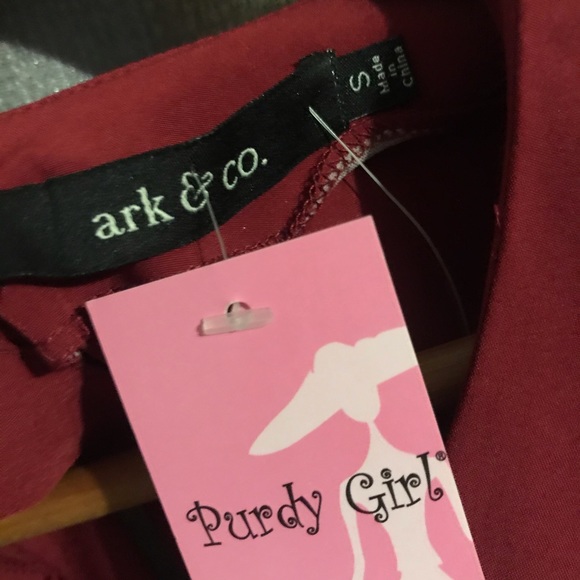 ark & co.
S
Made
in
China
Purdy Girl®